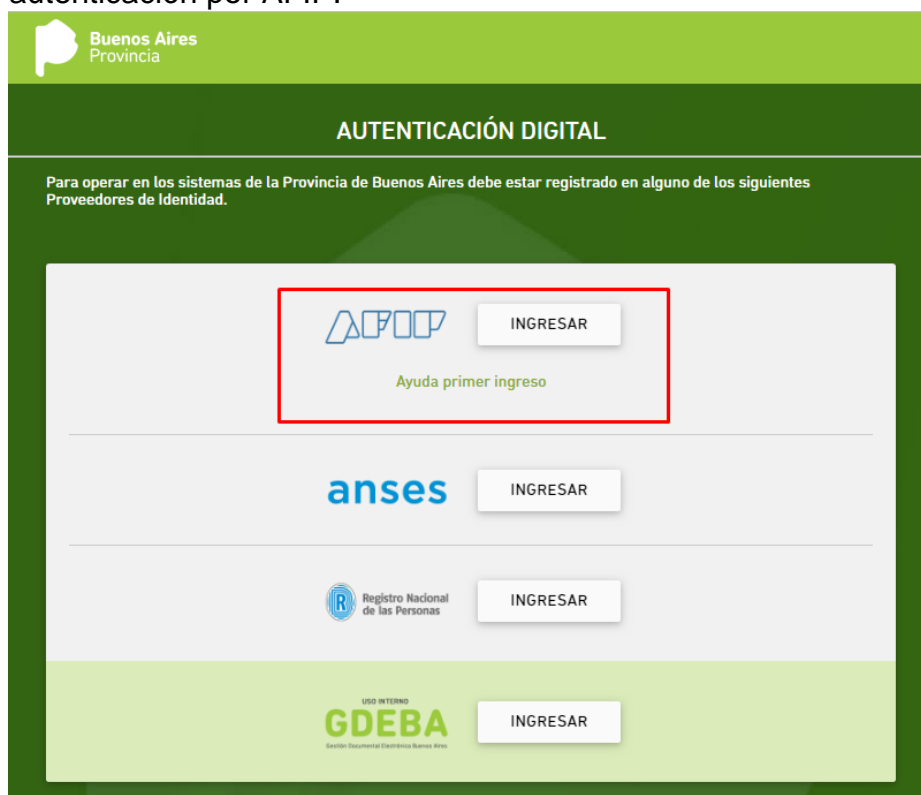 autenticación por AFIP.
Buenos Aires
Provincia
AUTENTICACIÓN DIGITAL
Para operar en los sistemas de la Provincia de Buenos Aires debe estar registrado en alguno de los siguientes
Proveedores de Identidad.
AFIP INGRESAR
Ayuda primer ingreso
anses INGRESAR
R Registro Nacional
de las Personas INGRESAR
USO INTERNO
GDEBA INGRESAR
Gestión Documental Electrónica Buenos Aires